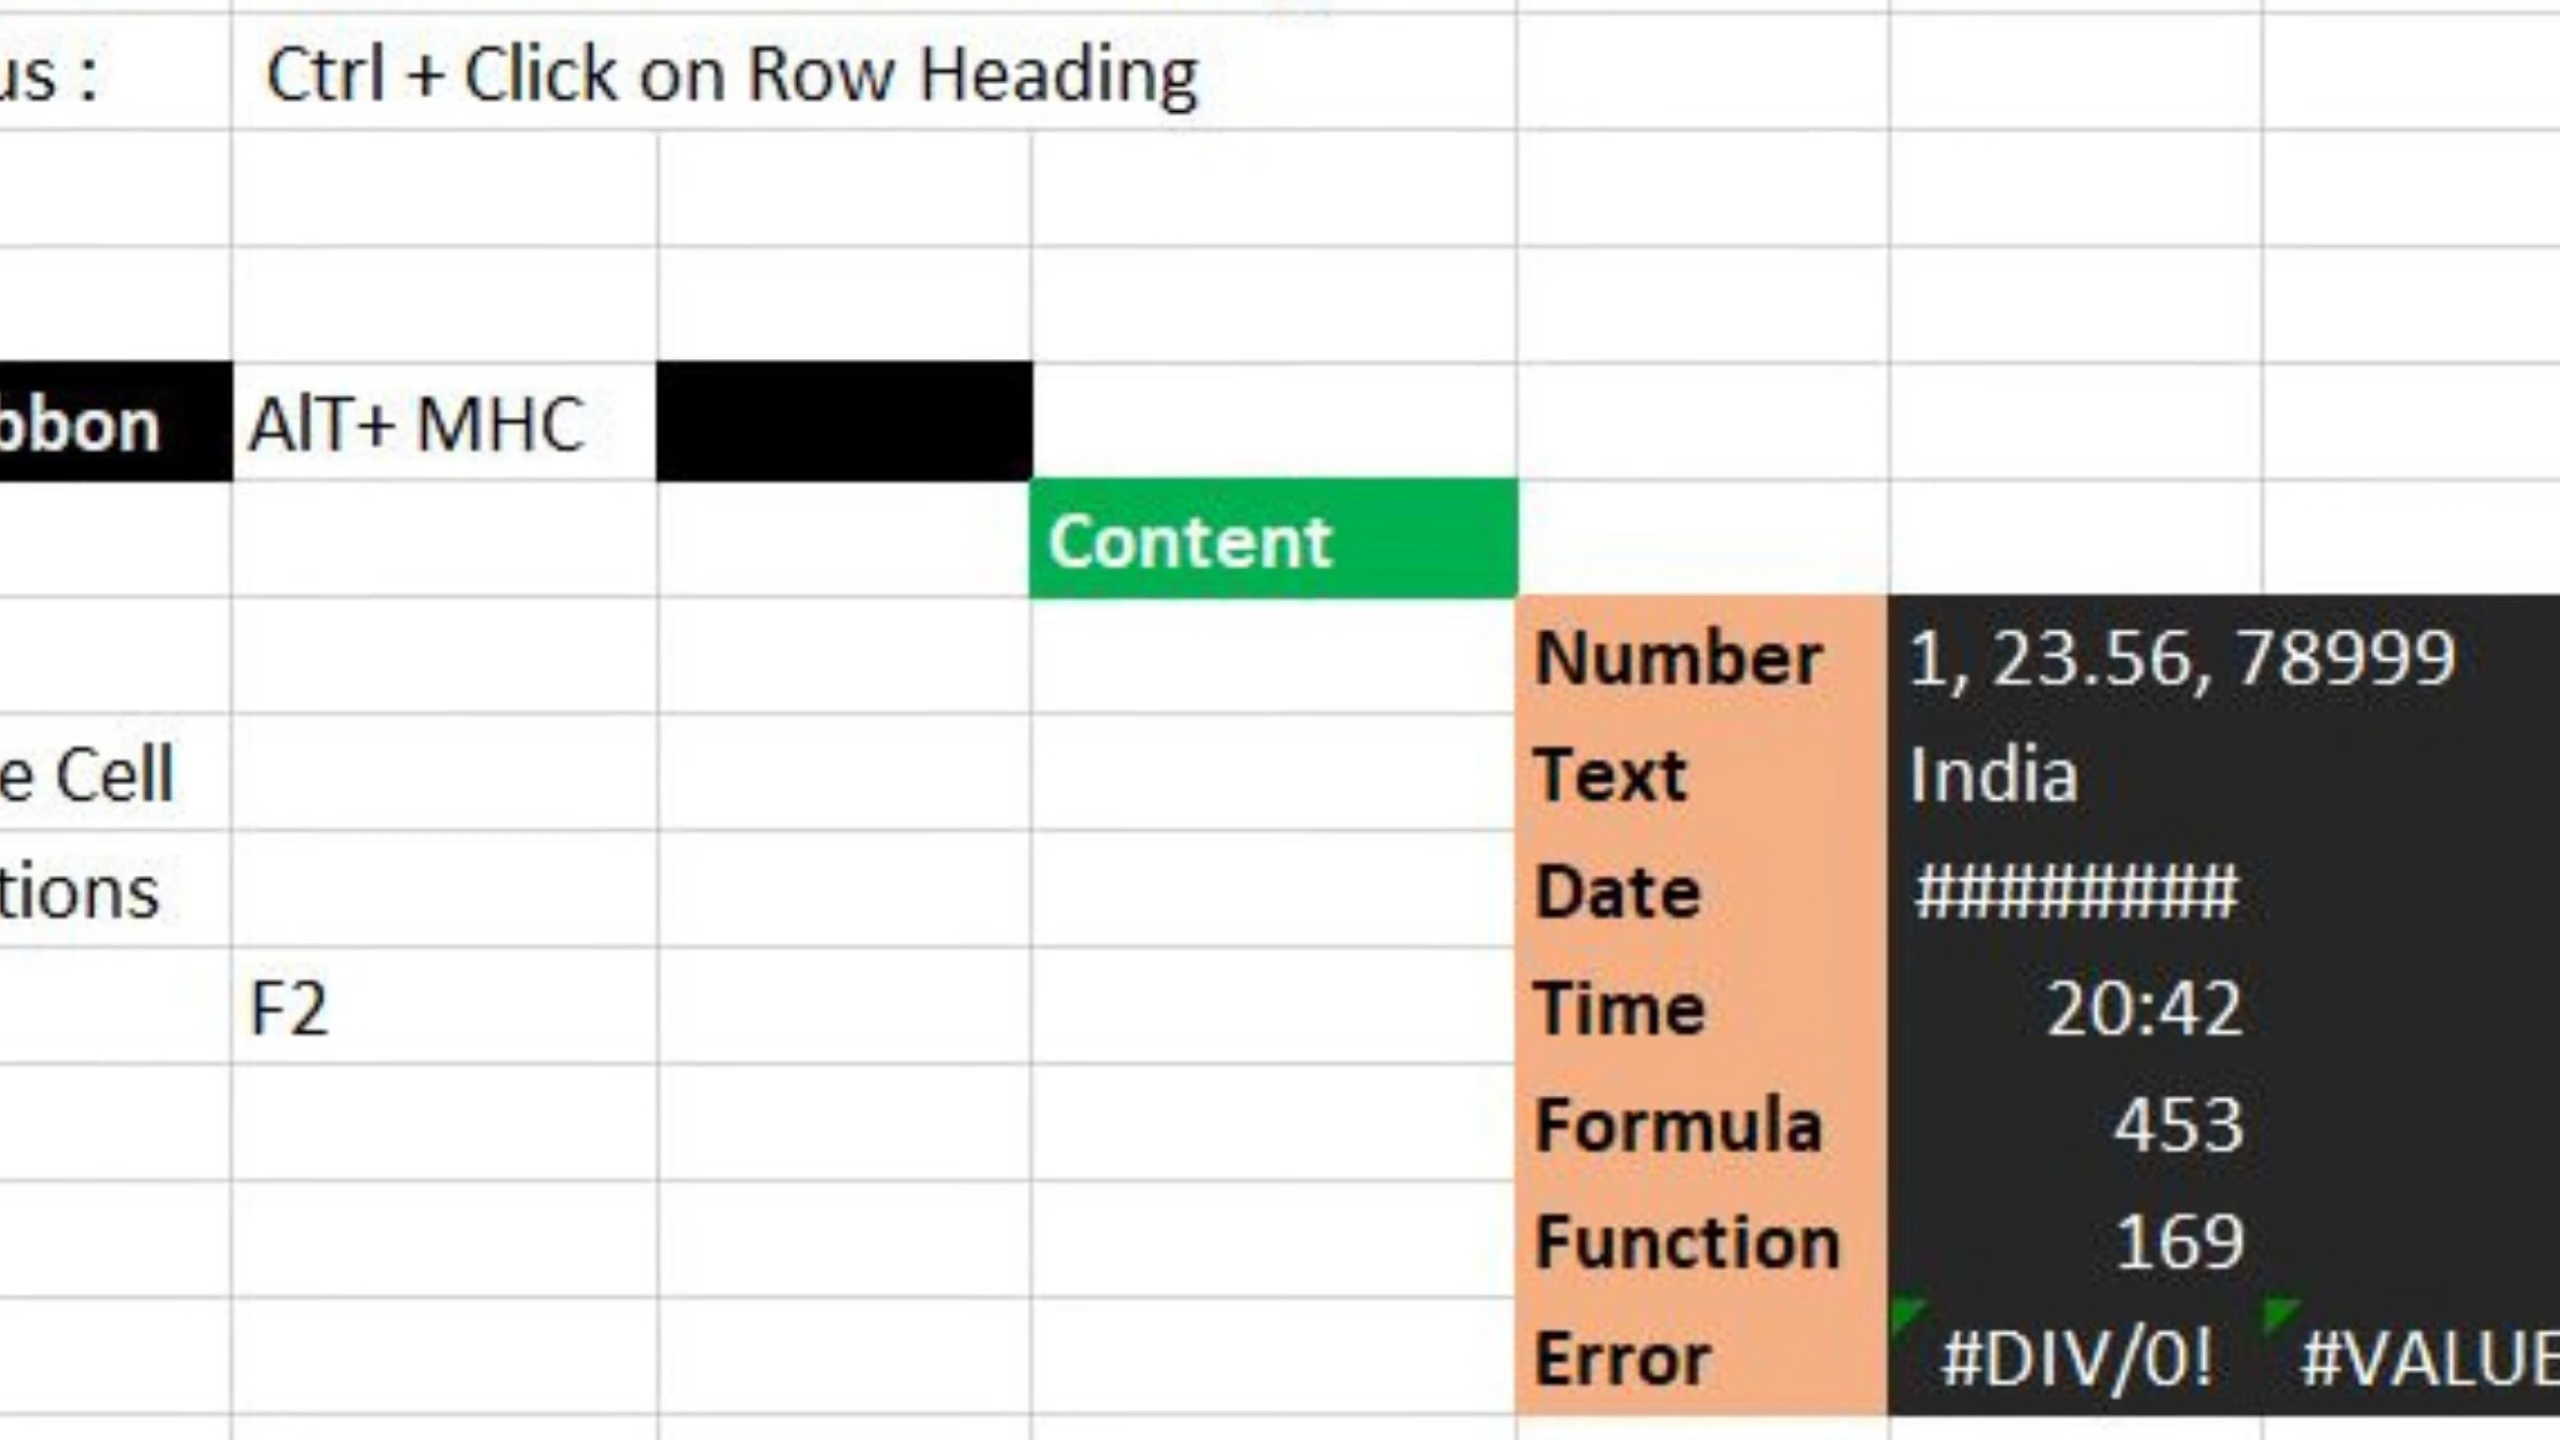 us : Ctrl + Click on Row Heading
bbon AlT+ MHC
Content
Number 1, 23.56, 78999
e Cell Text India
tions Date ########
F2 Time 20:42
Formula 453
Function 169
Error #DIV/0! #VALUE